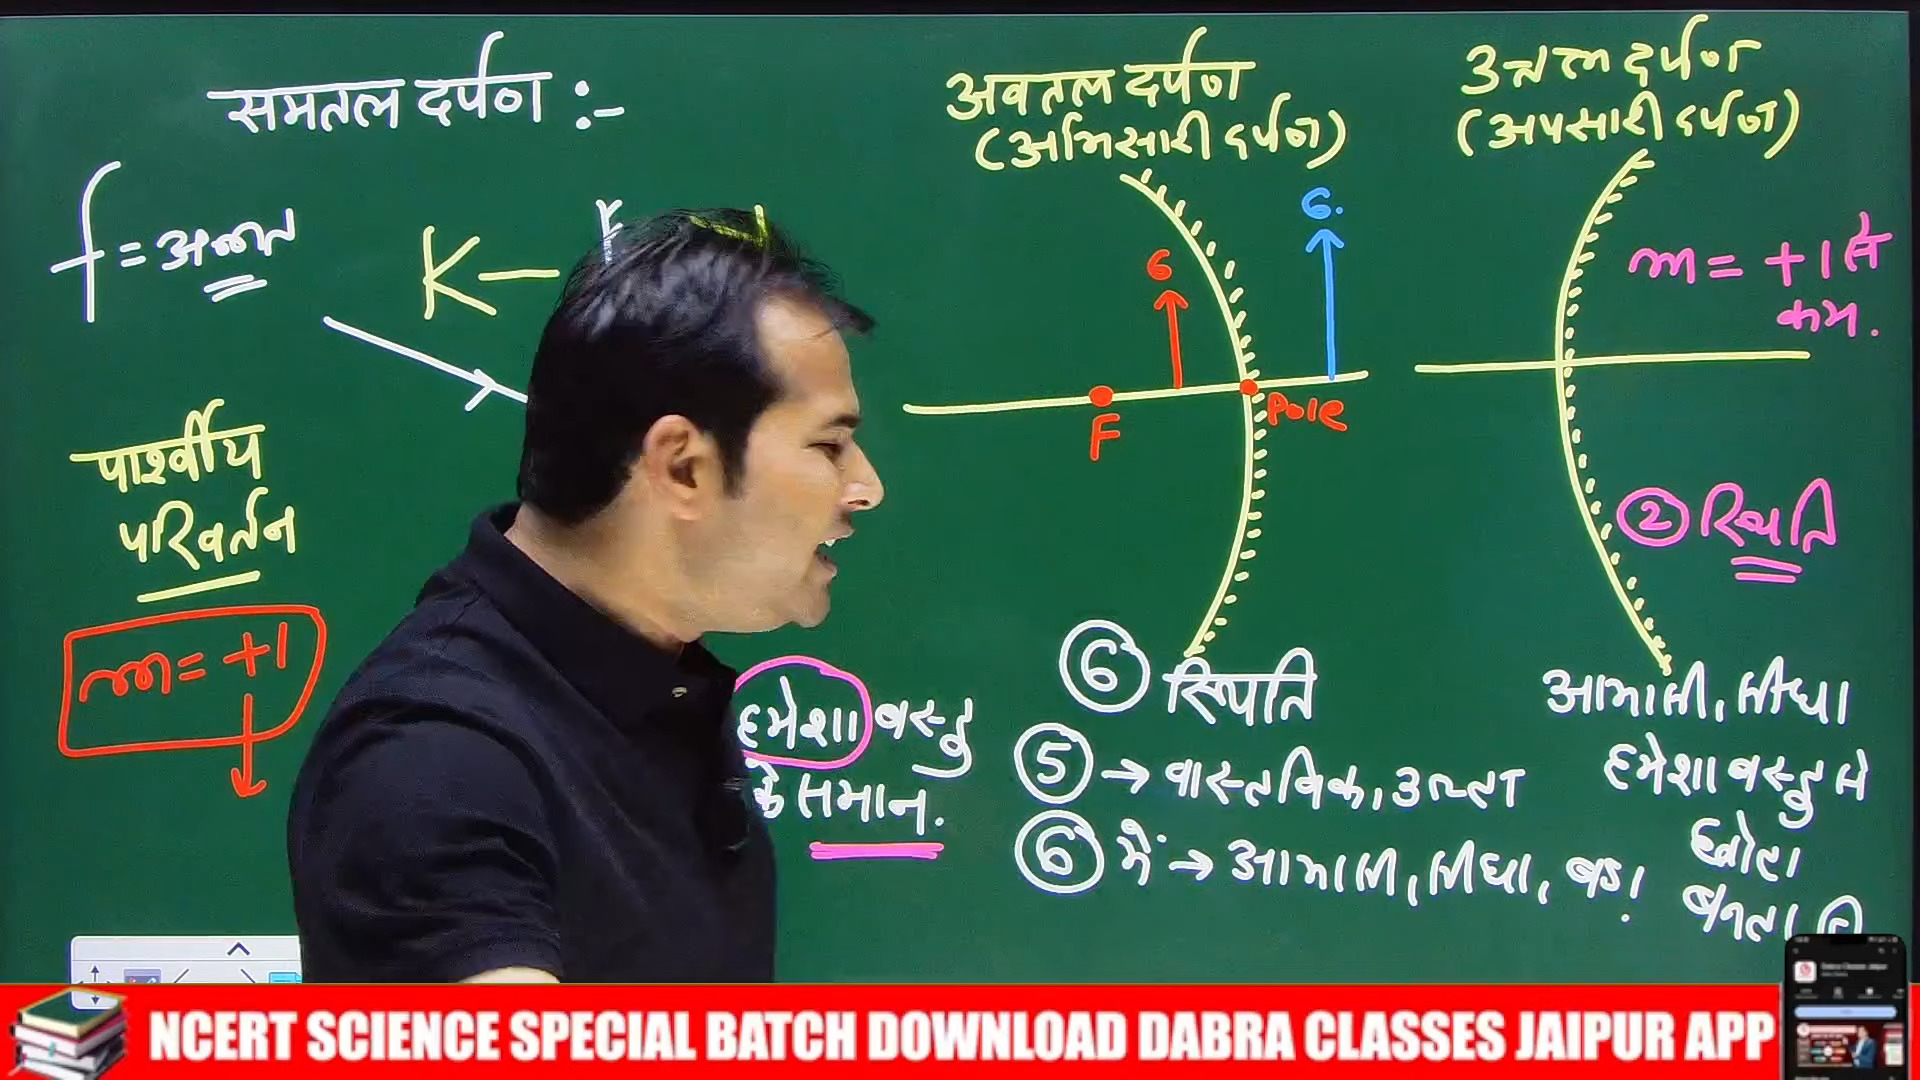 समतल दर्पण :-
f = अनन्त
K—
पार्श्वीय
परिवर्तन
m = +1
हमेशा वस्तु
के समान.
अवतल दर्पण
(अभिसारी दर्पण)
6
6.
F
Pole
⑥ स्थिति
⑤ → वास्तविक, उल्टा
⑥ में → आभासी, सीधा, बड़ा
उत्तल दर्पण
(अपसारी दर्पण)
m = +1 से
कम.
② स्थिति
आभासी, सीधा
हमेशा वस्तु से
छोटा
बनता
NCERT SCIENCE SPECIAL BATCH DOWNLOAD DABRA CLASSES JAIPUR APP